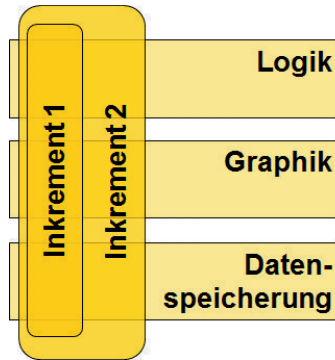 Logik
Graphik
Daten-
speicherung
Inkrement 1
Inkrement 2